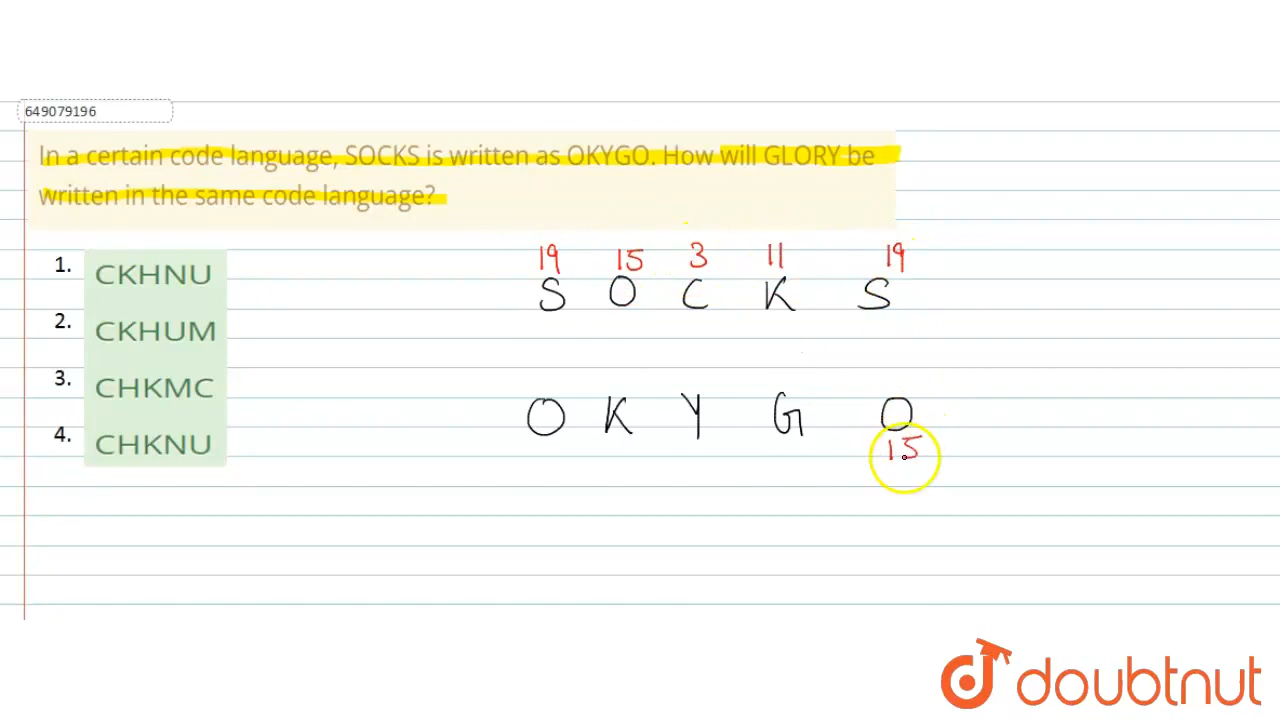 649079196
In a certain code language, SOCKS is written as OKYGO. How will GLORY be
written in the same code language?
1. CKHNU
2. CKHUM
3. CHKMC
4. CHKNU
19 15 3 11 19
S O C K S
O K Y G O
15
doubtnut